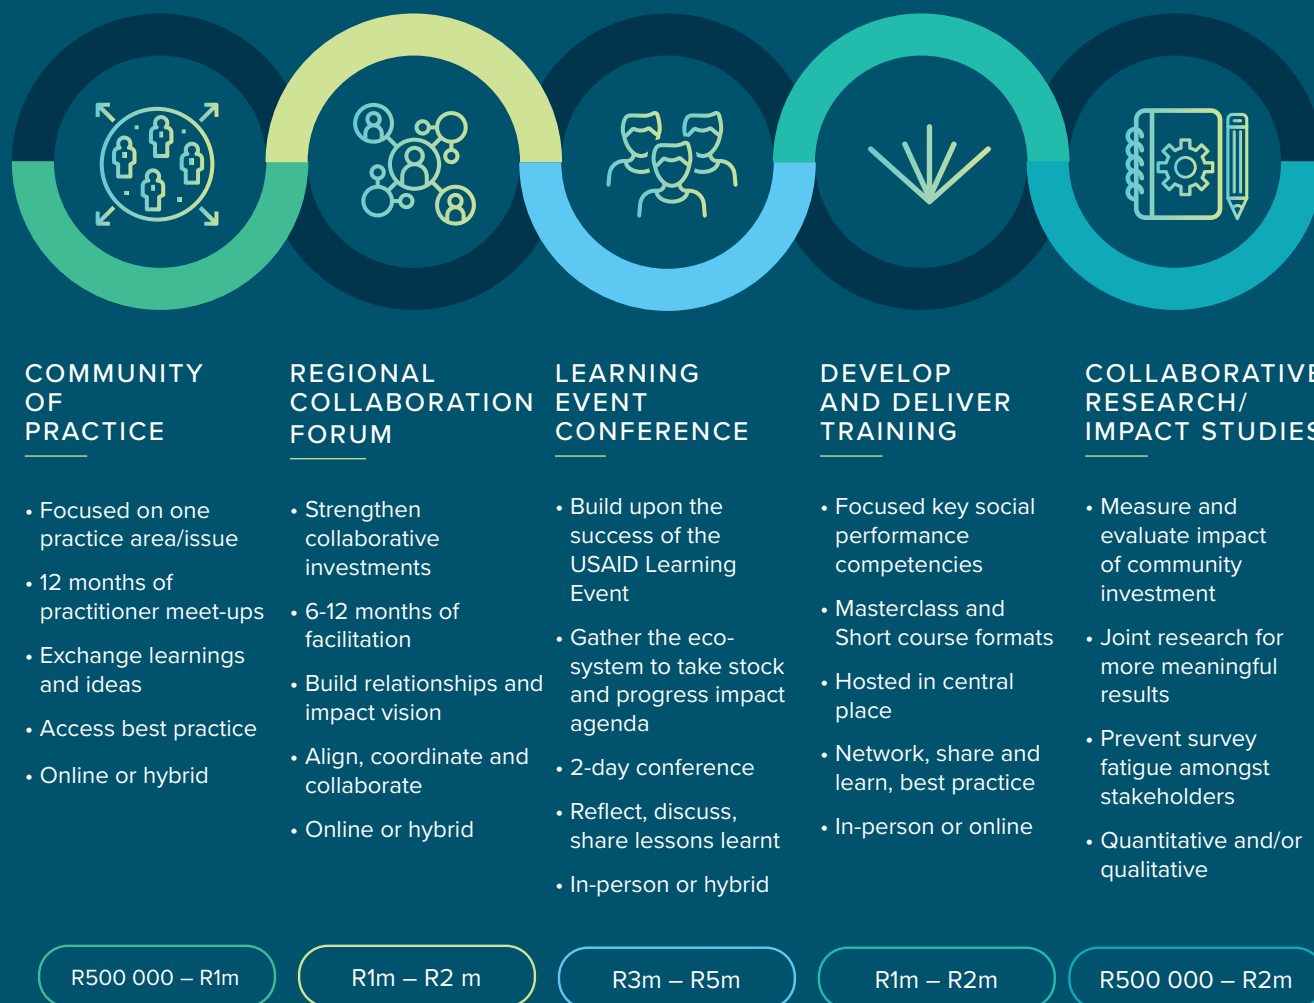 COMMUNITY
OF
PRACTICE
• Focused on one
practice area/issue
• 12 months of
practitioner meet-ups
• Exchange learnings
and ideas
• Access best practice
• Online or hybrid
R500 000 – R1m
REGIONAL
COLLABORATION
FORUM
• Strengthen
collaborative
investments
• 6-12 months of
facilitation
• Build relationships and
impact vision
• Align, coordinate and
collaborate
• Online or hybrid
R1m – R2 m
LEARNING
EVENT
CONFERENCE
• Build upon the
success of the
USAID Learning
Event
• Gather the eco-
system to take stock
and progress impact
agenda
• 2-day conference
• Reflect, discuss,
share lessons learnt
• In-person or hybrid
R3m – R5m
DEVELOP
AND DELIVER
TRAINING
• Focused key social
performance
competencies
• Masterclass and
Short course formats
• Hosted in central
place
• Network, share and
learn, best practice
• In-person or online
R1m – R2m
COLLABORATIVE
RESEARCH/
IMPACT STUDIES
• Measure and
evaluate impact
of community
investment
• Joint research for
more meaningful
results
• Prevent survey
fatigue amongst
stakeholders
• Quantitative and/or
qualitative
R500 000 – R2m